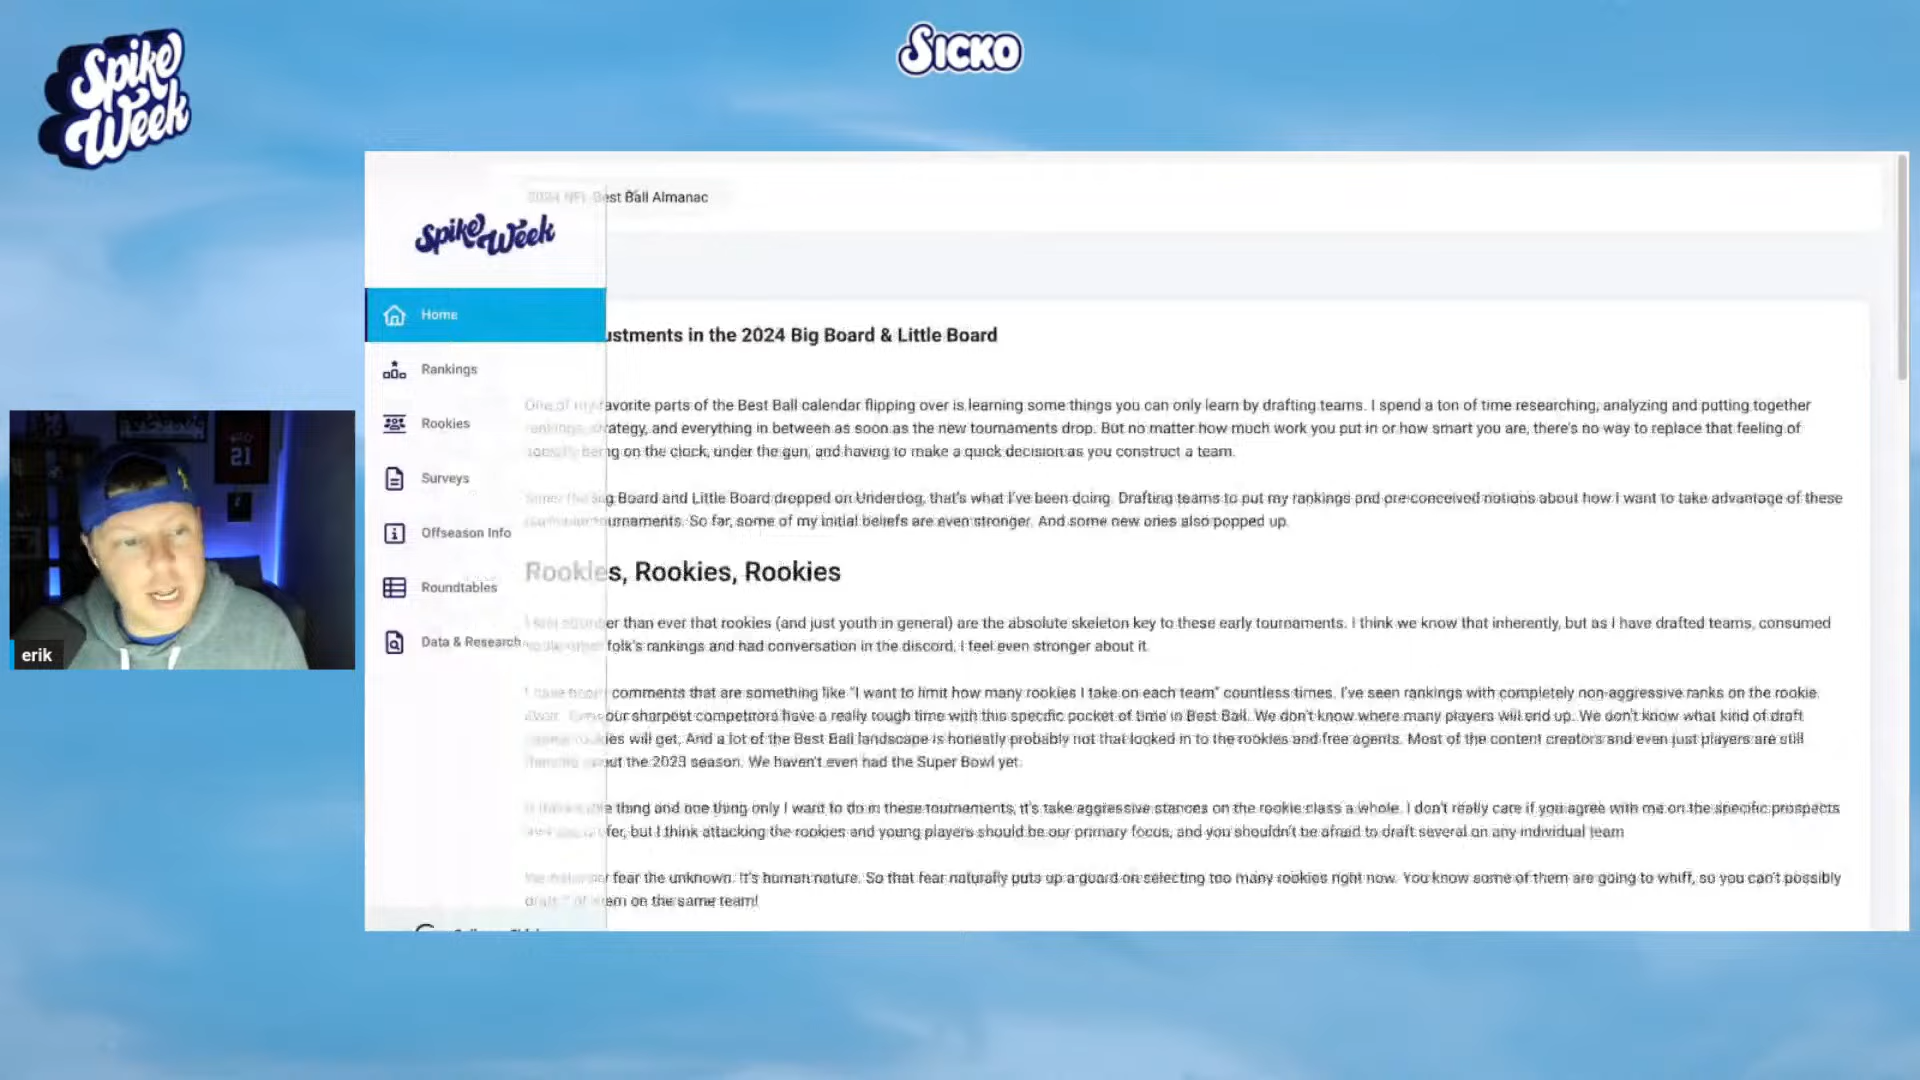 Spike
Week
SICKO
2024 NFL Best Ball Almanac
Spike Week
Home
ustments in the 2024 Big Board & Little Board
Rankings
One of my favorite parts of the Best Ball calendar flipping over is learning some things you can only learn by drafting teams. I spend a ton of time researching, analyzing and putting together
Rookies
rankings, strategy, and everything in between as soon as the new tournaments drop. But no matter how much work you put in or how smart you are, there's no way to replace that feeling of
being on the clock, under the gun, and having to make a quick decision as you construct a team.
Surveys
Big Board and Little Board dropped on Underdog, that's what I've been doing. Drafting teams to put my rankings and pre-conceived notions about how I want to take advantage of these
tournaments. So far, some of my initial beliefs are even stronger. And some new ones also popped up.
Offseason Info
Rookies, Rookies, Rookies
Roundtables
than ever that rookies (and just youth in general) are the absolute skeleton key to these early tournaments. I think we know that inherently, but as I have drafted teams, consumed
Data & Research
folk's rankings and had conversation in the discord, I feel even stronger about it.
comments that are something like "I want to limit how many rookies I take on each team" countless times. I've seen rankings with completely non-aggressive ranks on the rookie
our sharpest competitors have a really tough time with this specific pocket of time in Best Ball. We don't know where many players will end up. We don't know what kind of draft
rookies will get. And a lot of the Best Ball landscape is honestly probably not that locked in to the rookies and free agents. Most of the content creators and even just players are still
about the 2023 season. We haven't even had the Super Bowl yet.
thing and one thing only I want to do in these tournaments, it's take aggressive stances on the rookie class a whole. I don't really care if you agree with me on the specific prospects
but I think attacking the rookies and young players should be our primary focus, and you shouldn't be afraid to draft several on any individual team
fear the unknown. It's human nature. So that fear naturally puts up a guard on selecting too many rookies right now. You know some of them are going to whiff, so you can't possibly
of them on the same team!
21
erik